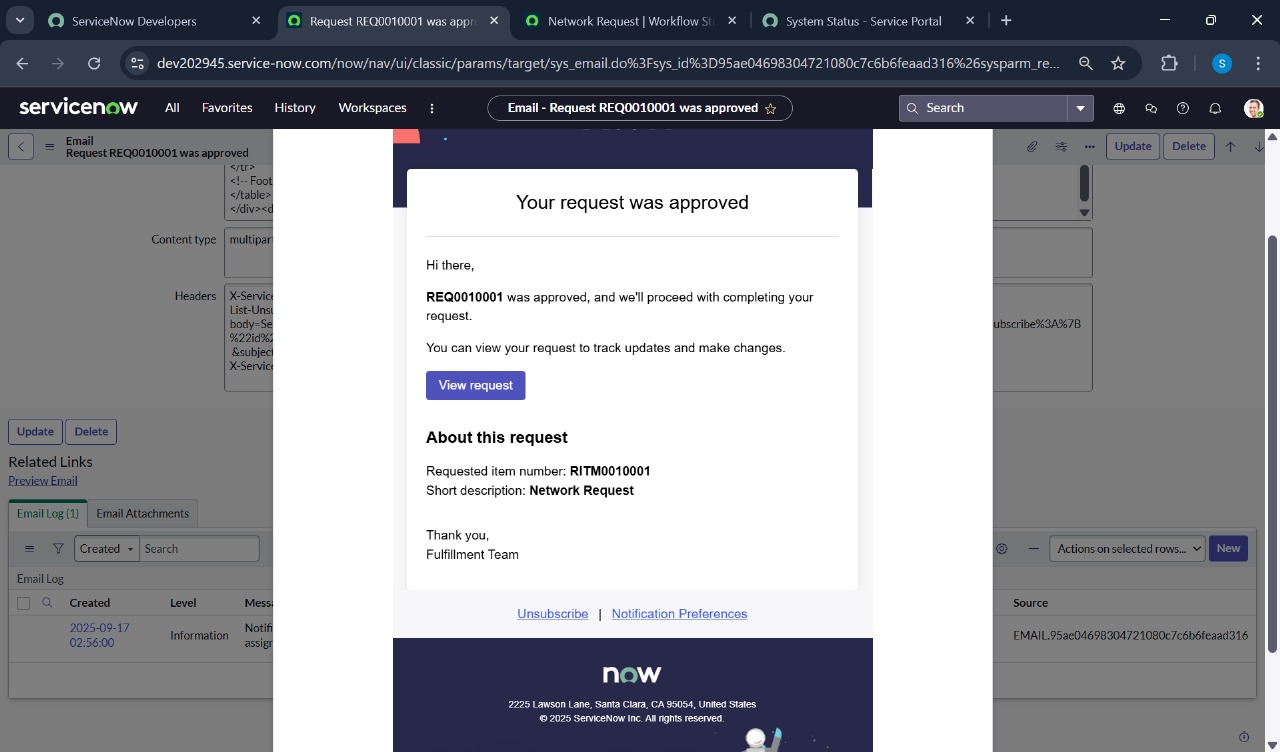 ServiceNow Developers
Request REQ0010001 was appr
Network Request | Workflow St
System Status - Service Portal
dev202945.service-now.com/now/nav/ui/classic/params/target/sys_email.do%3Fsys_id%3D95ae04698304721080c7c6b6feaad316%26sysparm_re...
S
servicenow
All
Favorites
History
Workspaces
Email - Request REQ0010001 was approved
Search
Email
Request REQ0010001 was approved
Update
Delete
</tr>
<!-- Foot
</table>
</div><d
Content type
multipart
Headers
X-Service
List-Unsu
body=Se
%22id%2
&subject
X-Service
ubscribe%3A%7B
Your request was approved
Hi there,
REQ0010001 was approved, and we'll proceed with completing your
request.
You can view your request to track updates and make changes.
View request
About this request
Requested item number: RITM0010001
Short description: Network Request
Thank you,
Fulfillment Team
Unsubscribe | Notification Preferences
now
2225 Lawson Lane, Santa Clara, CA 95054, United States
© 2025 ServiceNow Inc. All rights reserved.
Update
Delete
Related Links
Preview Email
Email Log (1)
Email Attachments
Created
Search
Actions on selected rows...
New
Email Log
Created
Level
Messa
Source
2025-09-17
02:56:00
Information
Notifi
assign
EMAIL.95ae04698304721080c7c6b6feaad316